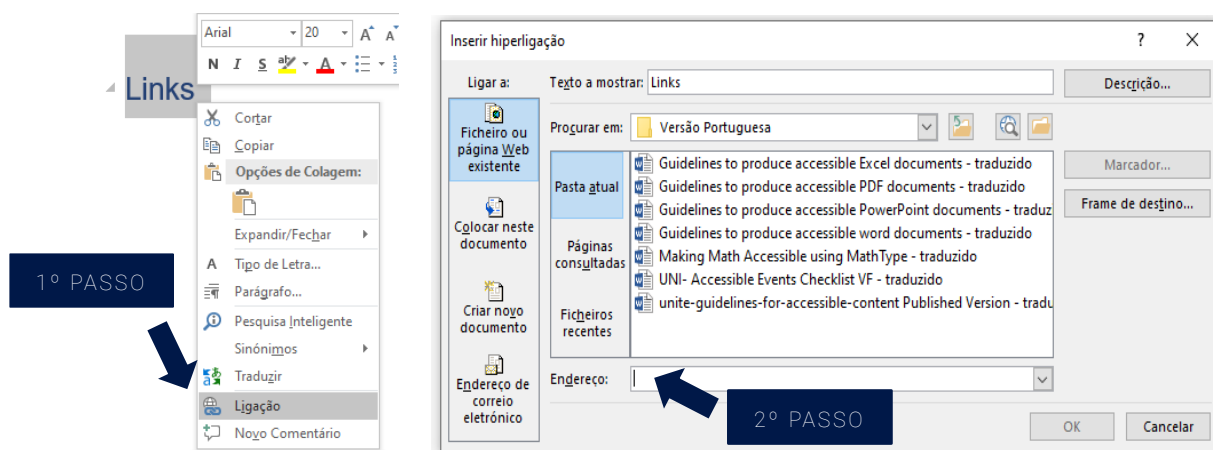 Arial
20
A A
N I S aby A
Links
Cortar
Copiar
Opções de Colagem:
Expandir/Fechar
A Tipo de Letra...
Parágrafo...
Pesquisa Inteligente
Sinónimos
Traduzir
Ligação
Novo Comentário
1º PASSO
Inserir hiperligação
? X
Ligar a:
Texto a mostrar: Links
Descrição...
Ficheiro ou
página Web
existente
Procurar em:
Versão Portuguesa
Pasta atual
Guidelines to produce accessible Excel documents - traduzido
Guidelines to produce accessible PDF documents - traduzido
Guidelines to produce accessible PowerPoint documents - traduz
Guidelines to produce accessible word documents - traduzido
Making Math Accessible using MathType - traduzido
UNI- Accessible Events Checklist VF - traduzido
unite-guidelines-for-accessible-content Published Version - tradu
Marcador...
Frame de destino...
Colocar neste
documento
Páginas
consultadas
Criar novo
documento
Ficheiros
recentes
Endereço de
correio
eletrónico
Endereço:
2º PASSO
OK
Cancelar